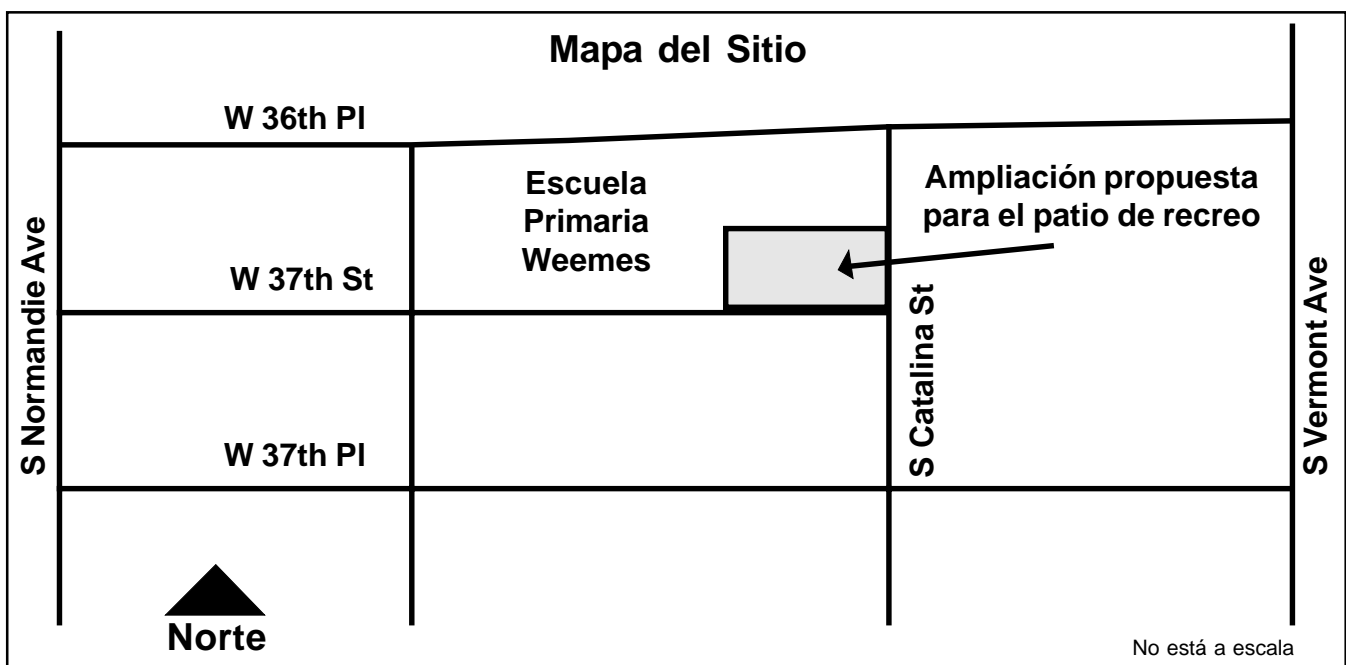 Mapa del Sitio
W 36th Pl
Escuela
Primaria
Weemes
Ampliación propuesta
para el patio de recreo
W 37th St
S Normandie Ave
S Catalina St
S Vermont Ave
W 37th Pl
Norte
No está a escala